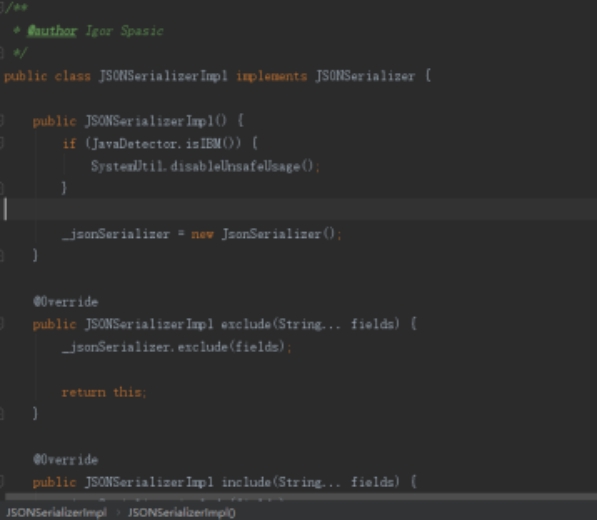 /**
* @author Igor Spasic
*/
public class JSONSerializerImpl implements JSONSerializer {
public JSONSerializerImpl() {
if (JavaDetector.isIBM()) {
SystemUtil.disableUnsafeUsage();
}
_jsonSerializer = new JsonSerializer();
}
@Override
public JSONSerializerImpl exclude(String... fields) {
_jsonSerializer.exclude(fields);
return this;
}
@Override
public JSONSerializerImpl include(String... fields) {
JSONSerializerImpl › JSONSerializerImpl()